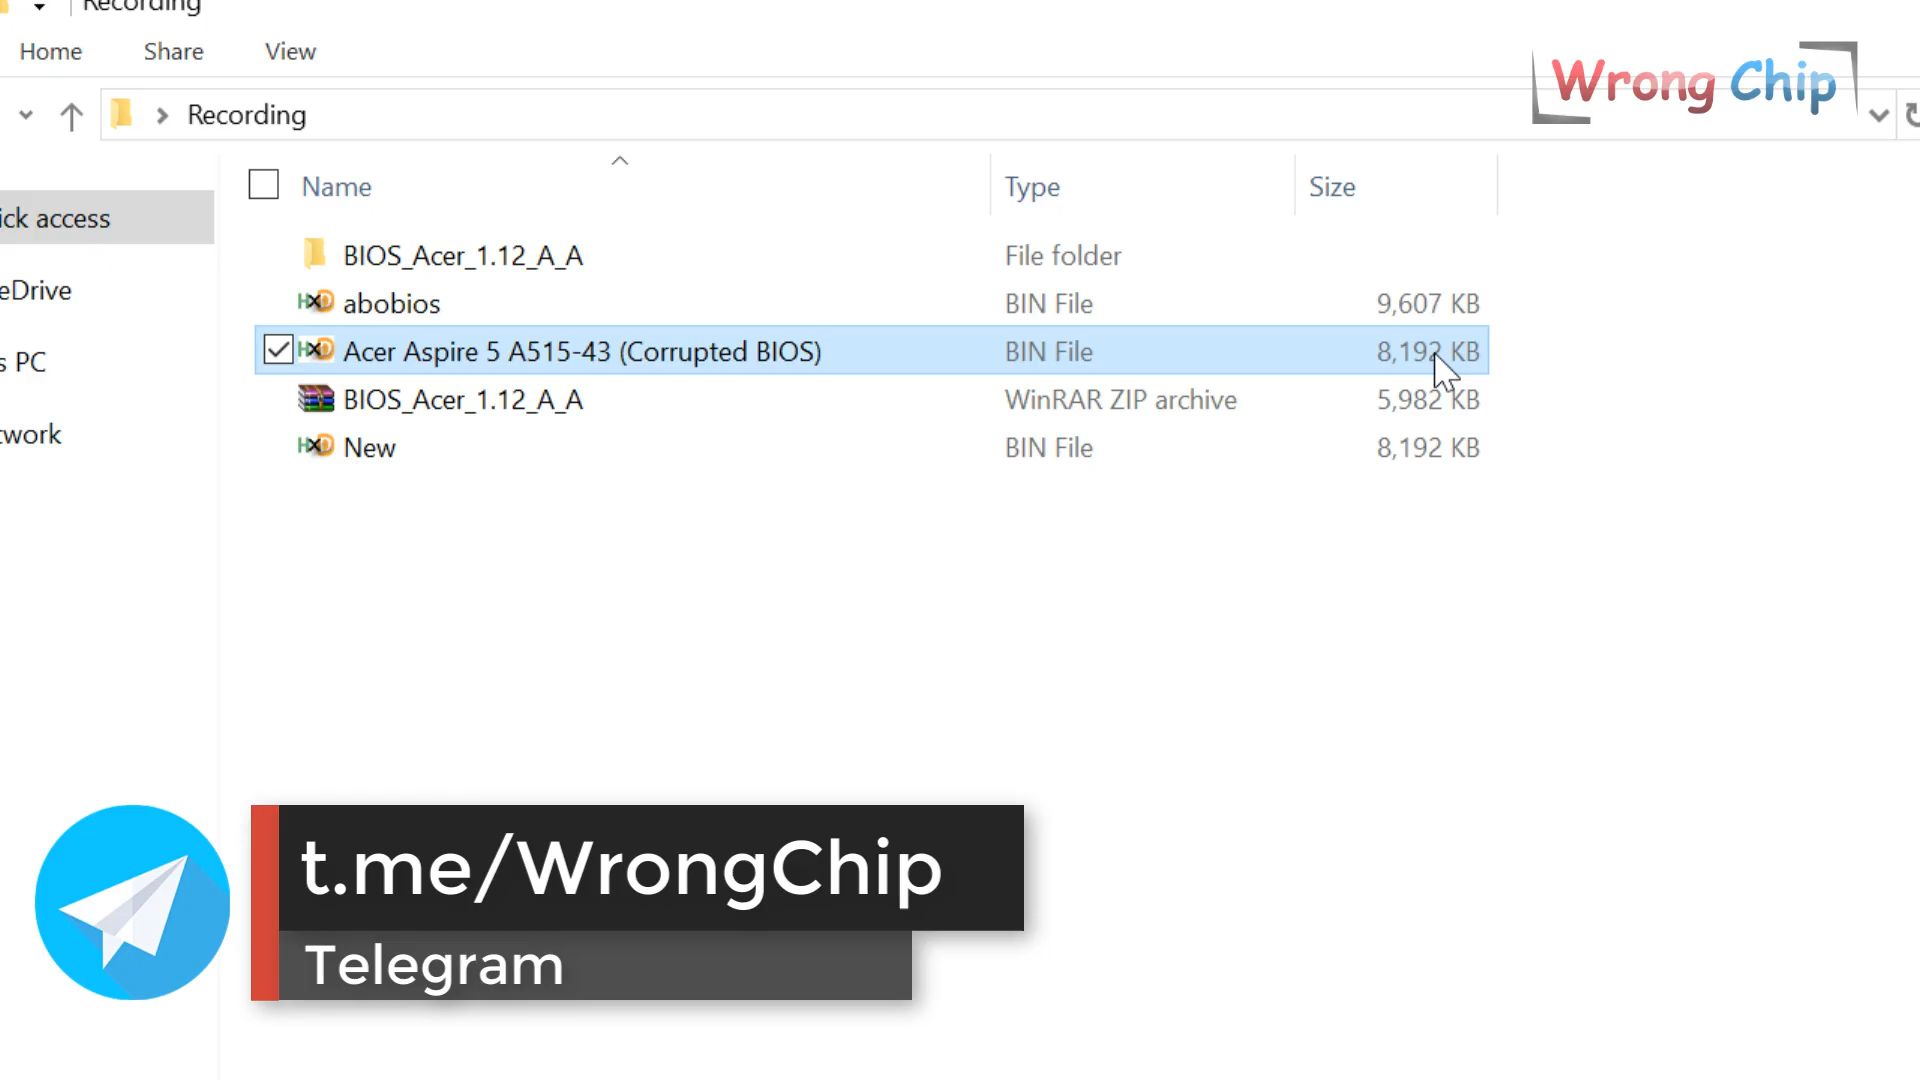 Recording
Home Share View
Recording
Wrong Chip
Name Type Size
ick access
BIOS_Acer_1.12_A_A File folder
eDrive
abobios BIN File 9,607 KB
Acer Aspire 5 A515-43 (Corrupted BIOS) BIN File 8,192 KB
s PC
BIOS_Acer_1.12_A_A WinRAR ZIP archive 5,982 KB
twork
New BIN File 8,192 KB
t.me/WrongChip
Telegram